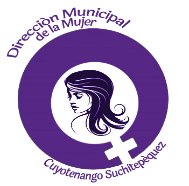 Dirección Municipal
de la Mujer
Cuyotenango Suchitepéquez